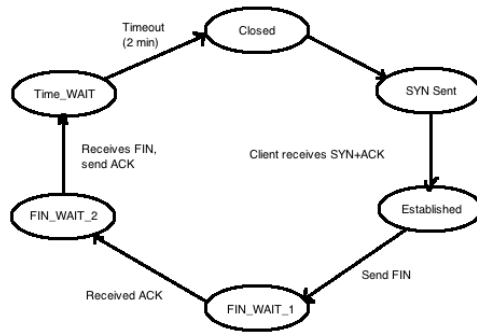 Timeout
(2 min)
Closed
Time_WAIT
SYN Sent
Receives FIN,
send ACK
Client receives SYN+ACK
FIN_WAIT_2
Established
Send FIN
Received ACK
FIN_WAIT_1